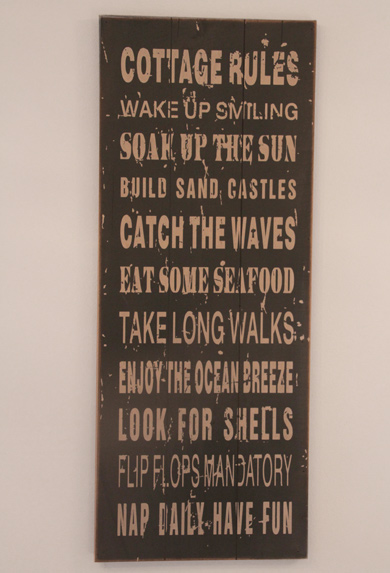 COTTAGE RULES
WAKE UP SMILING
SOAK UP THE SUN
BUILD SAND CASTLES
CATCH THE WAVES
EAT SOME SEAFOOD
TAKE LONG WALKS
ENJOY THE OCEAN BREEZE
LOOK FOR SHELLS
FLIP FLOPS MANDATORY
NAP DAILY HAVE FUN